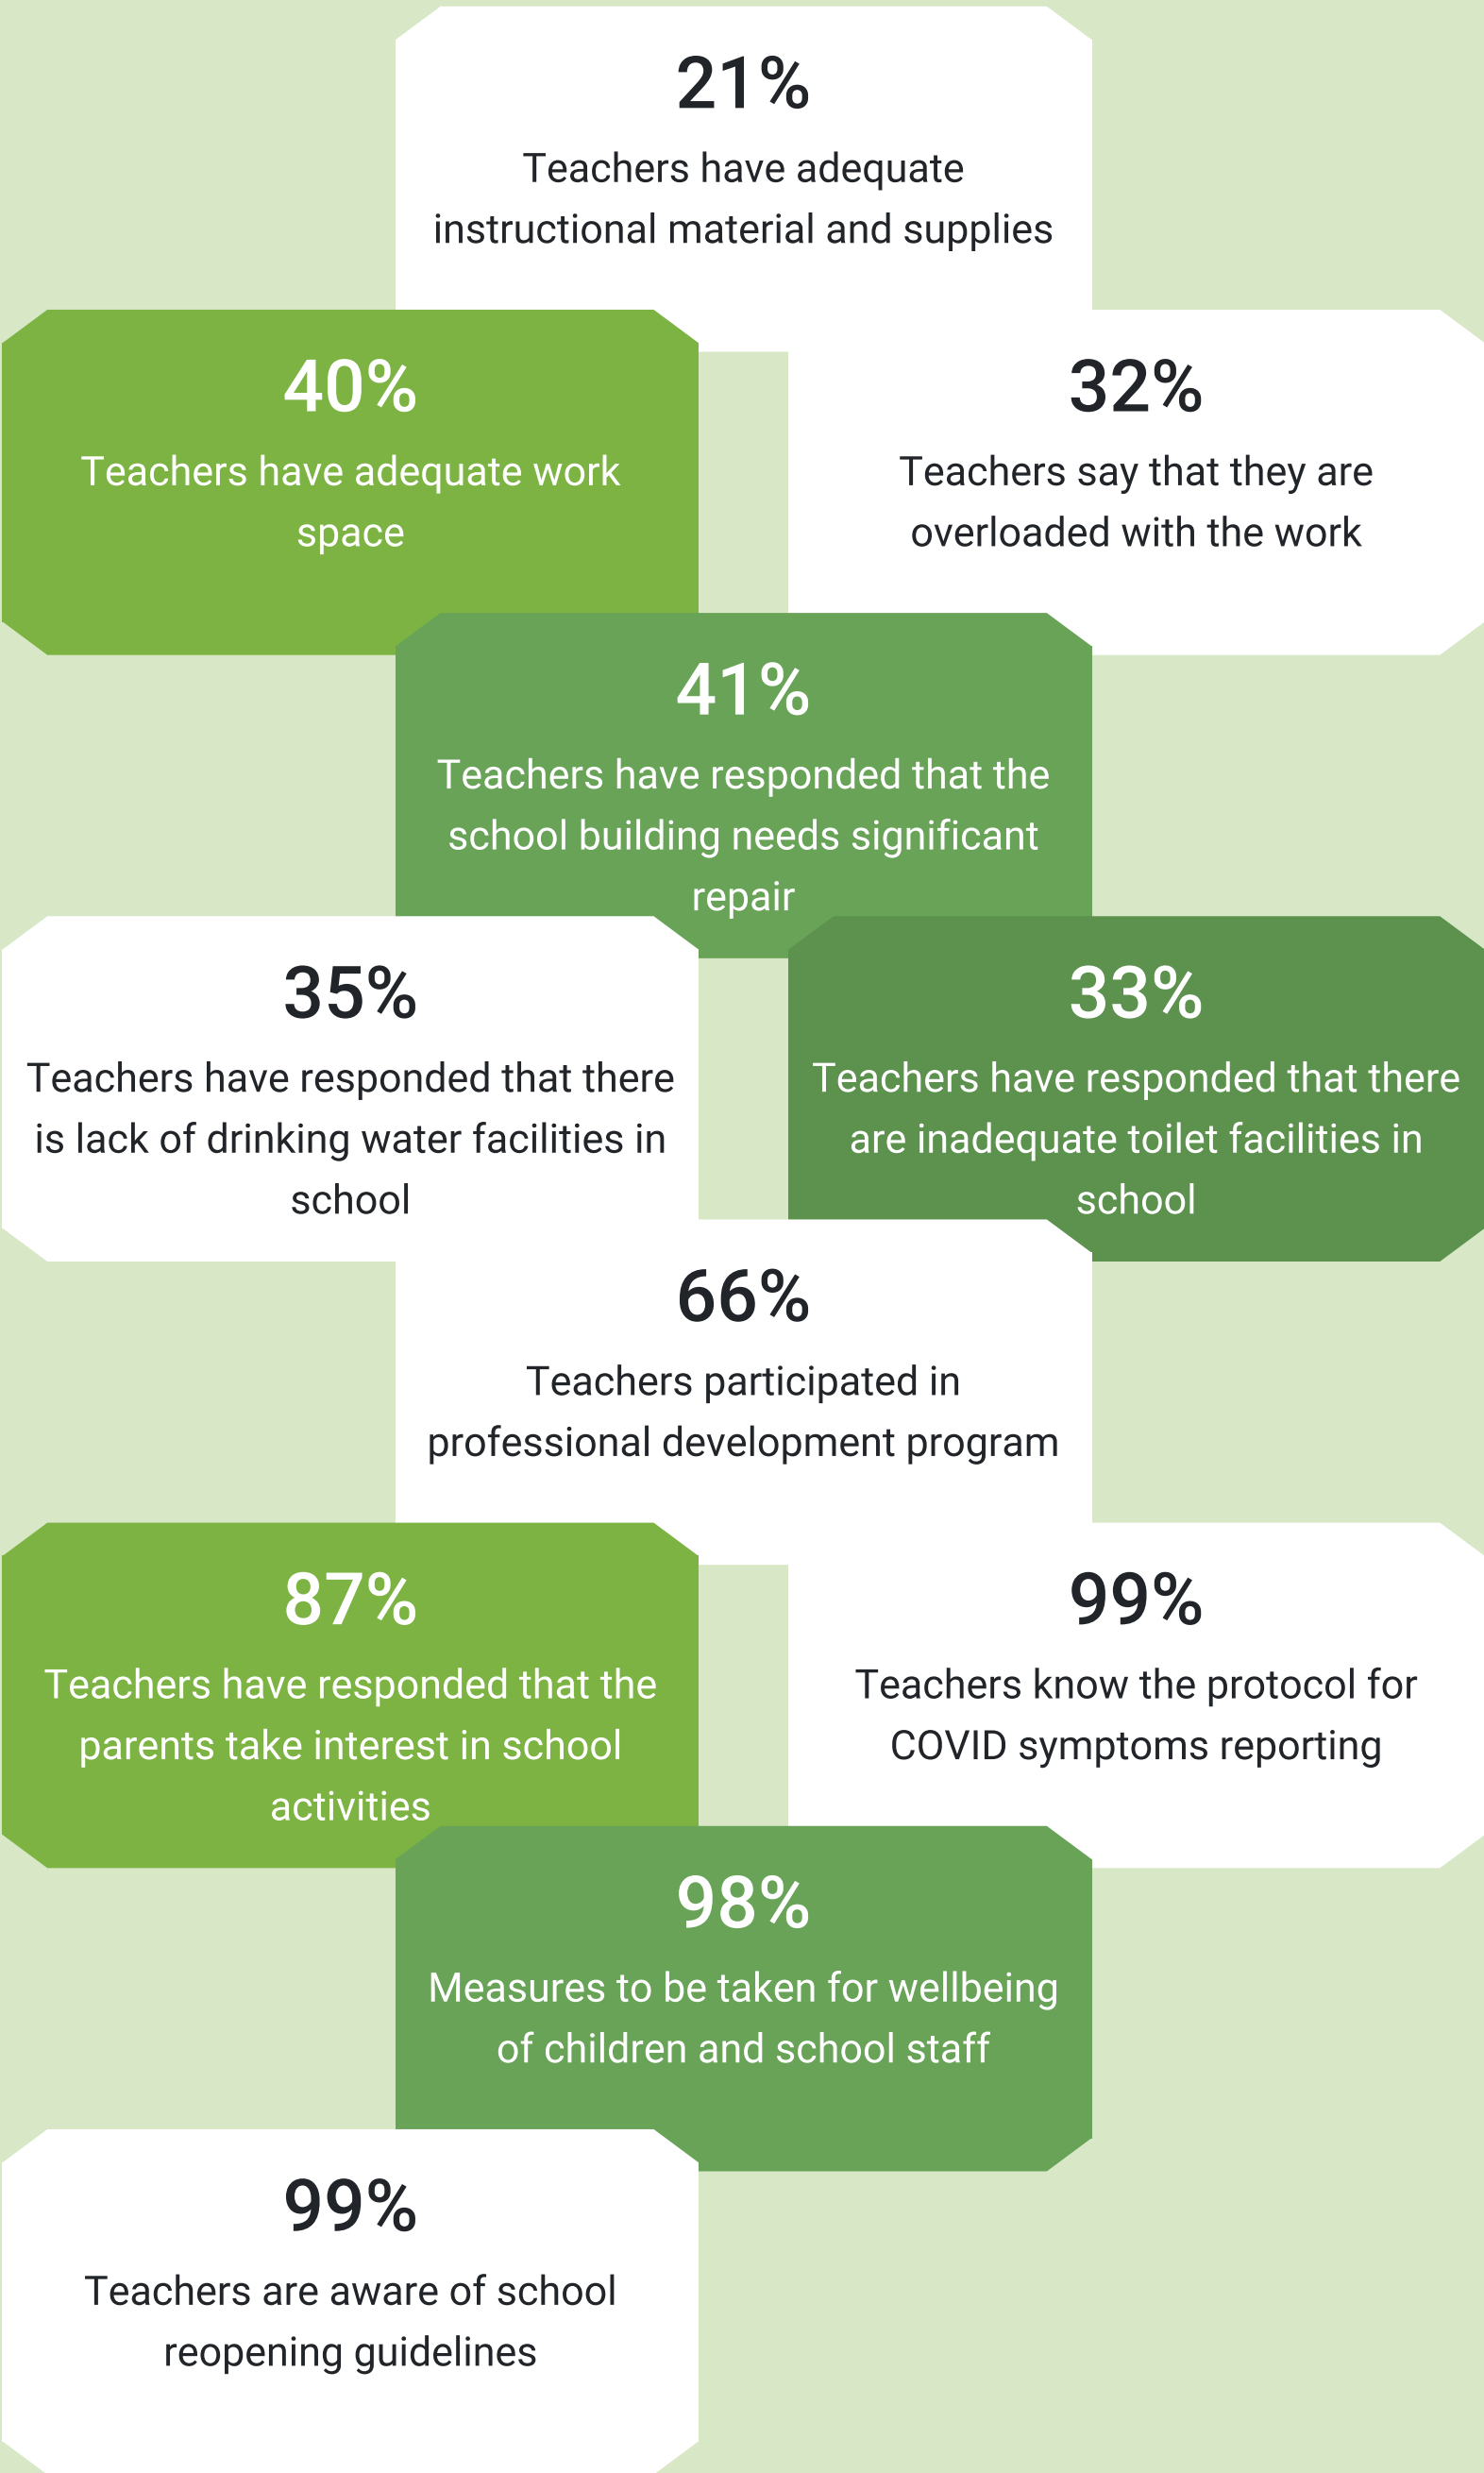 21%
Teachers have adequate
instructional material and supplies
40%
Teachers have adequate work
space
32%
Teachers say that they are
overloaded with the work
41%
Teachers have responded that the
school building needs significant
repair
35%
Teachers have responded that there
is lack of drinking water facilities in
school
33%
Teachers have responded that there
are inadequate toilet facilities in
school
66%
Teachers participated in
professional development program
87%
Teachers have responded that the
parents take interest in school
activities
99%
Teachers know the protocol for
COVID symptoms reporting
98%
Measures to be taken for wellbeing
of children and school staff
99%
Teachers are aware of school
reopening guidelines